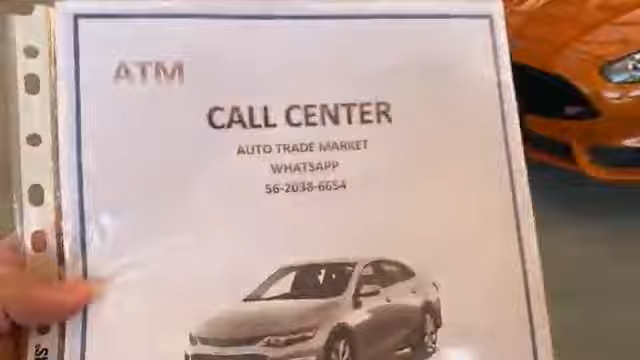 ATM
CALL CENTER
AUTO TRADE MARKET
WHATSAPP
56-2038-6654